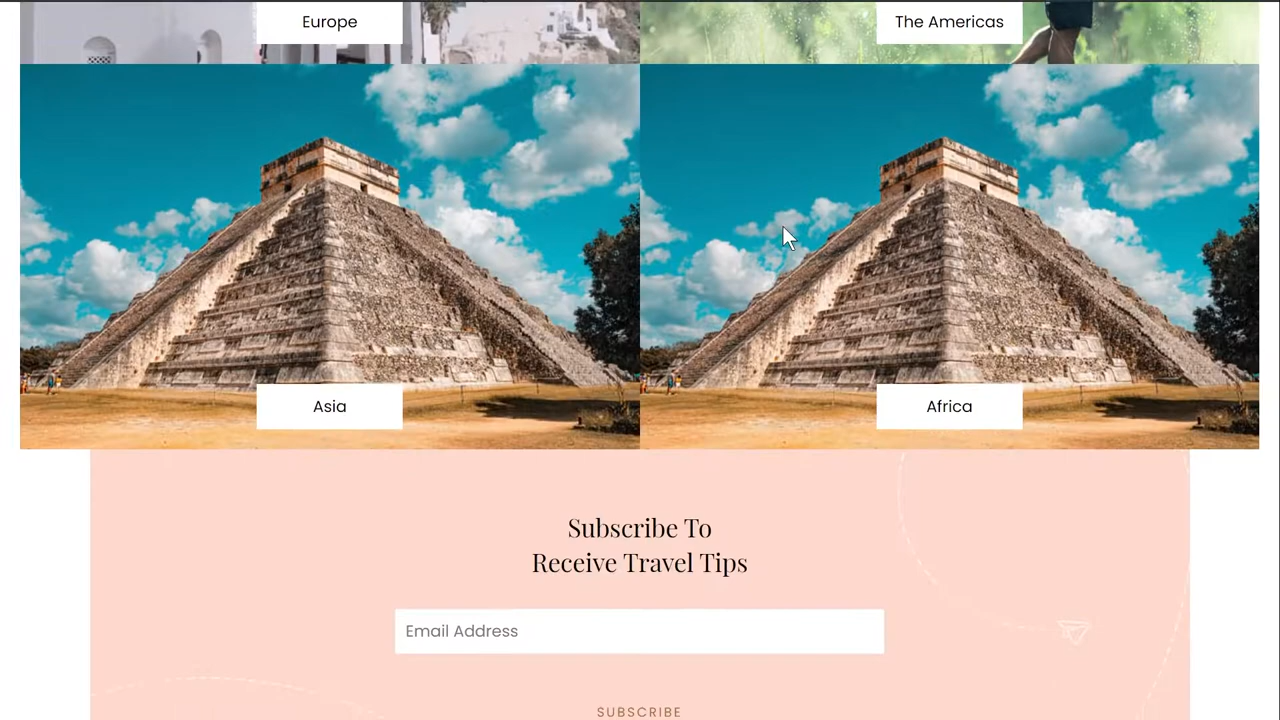 Europe
The Americas
Asia
Africa
Subscribe To
Receive Travel Tips
Email Address
SUBSCRIBE